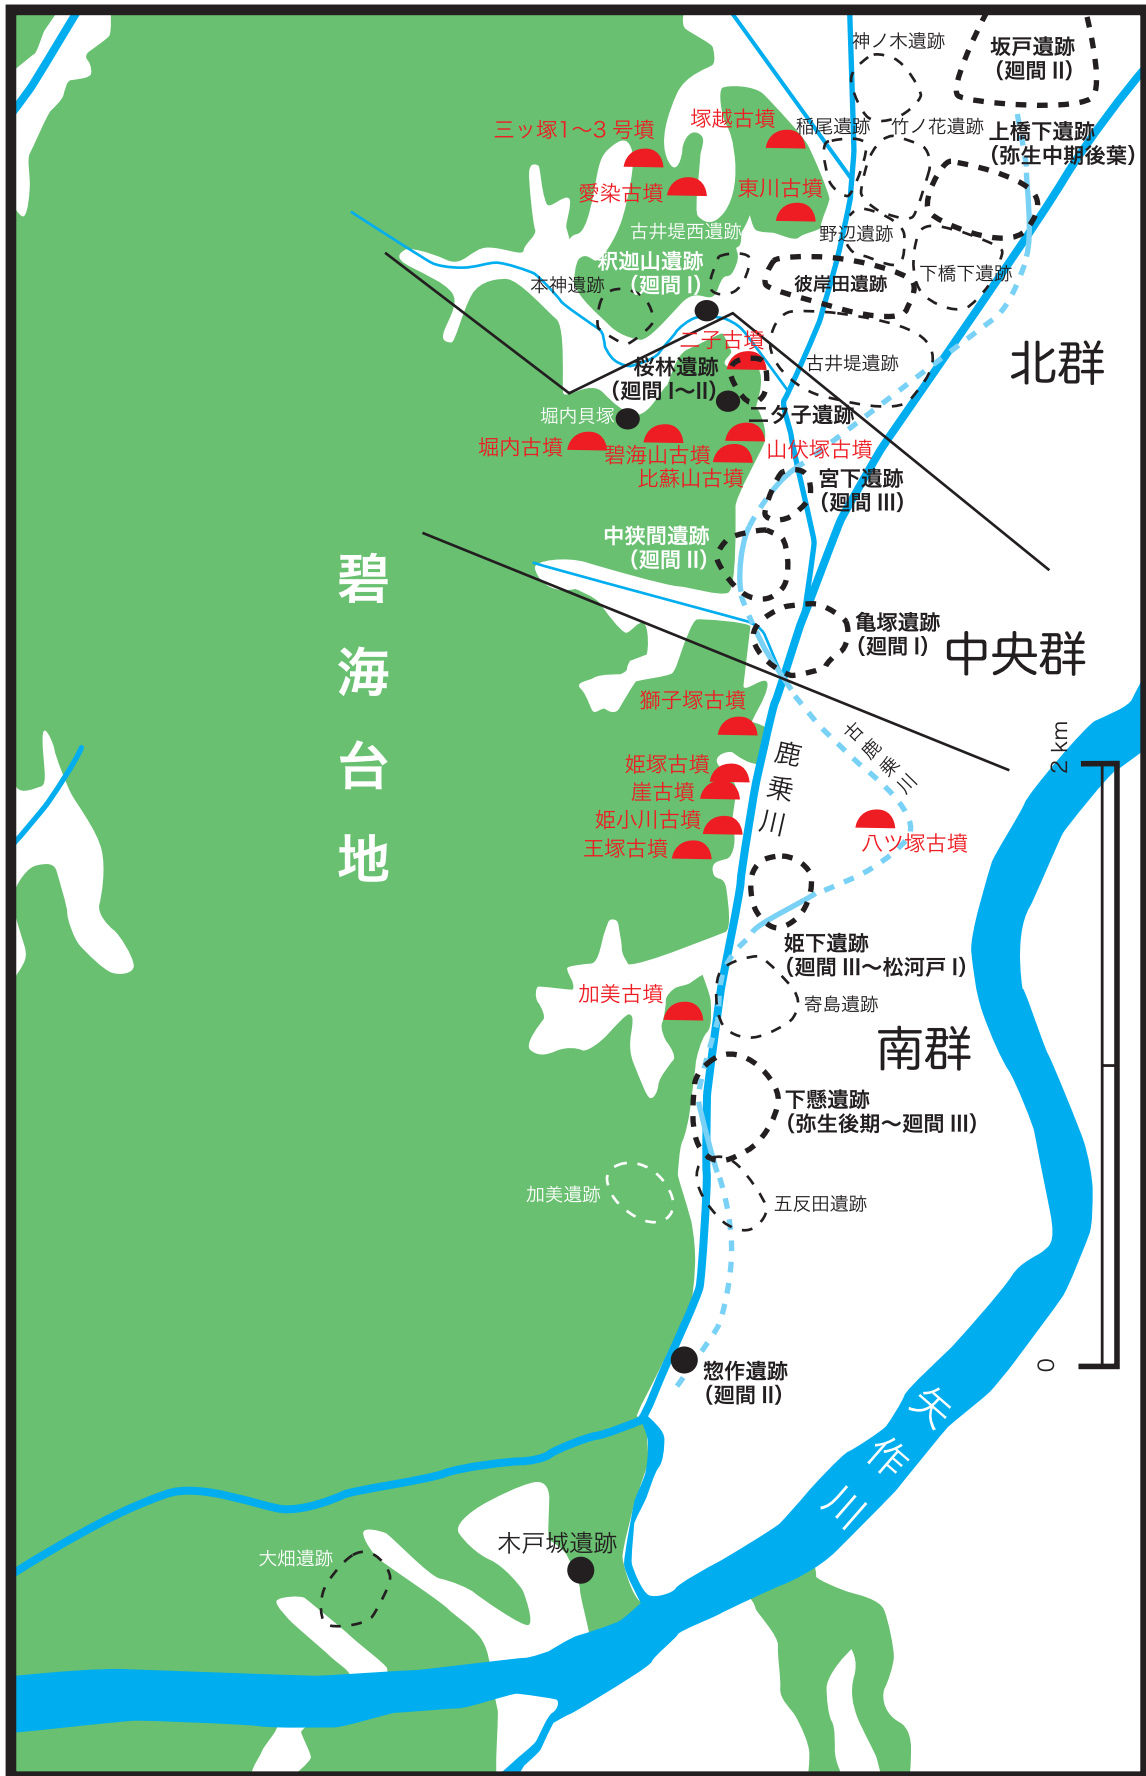 神ノ木遺跡
坂戸遺跡
(廻間 II)
三ッ塚1〜3 号墳
塚越古墳
稲尾遺跡
竹ノ花遺跡
上橋下遺跡
(弥生中期後葉)
愛染古墳
東川古墳
古井堤西遺跡
野辺遺跡
釈迦山遺跡
(廻間 I)
本神遺跡
彼岸田遺跡
下橋下遺跡
二子古墳
北群
桜林遺跡
(廻間 I〜II)
古井堤遺跡
堀内貝塚
二タ子遺跡
堀内古墳
碧海山古墳
山伏塚古墳
比蘇山古墳
宮下遺跡
(廻間 III)
中狭間遺跡
(廻間 II)
碧海台地
亀塚遺跡
(廻間 I)
中央群
獅子塚古墳
鹿乗川
古鹿乗川
2 km
姫塚古墳
崖古墳
姫小川古墳
王塚古墳
八ツ塚古墳
姫下遺跡
(廻間 III〜松河戸 I)
加美古墳
寄島遺跡
南群
下懸遺跡
(弥生後期〜廻間 III)
加美遺跡
五反田遺跡
0
惣作遺跡
(廻間 II)
矢作川
木戸城遺跡
大畑遺跡